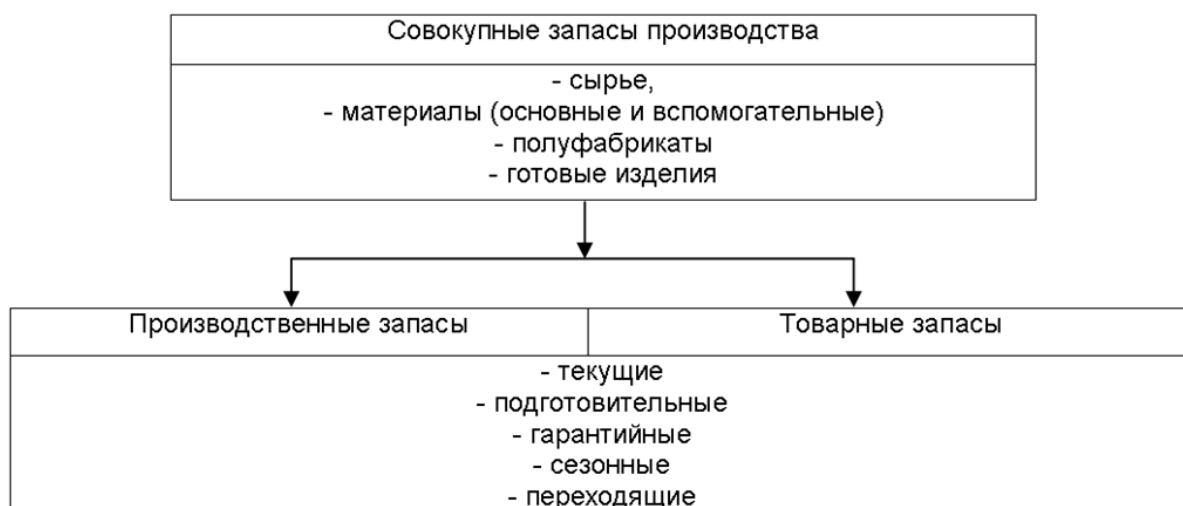 Совокупные запасы производства
- сырье,
- материалы (основные и вспомогательные)
- полуфабрикаты
- готовые изделия
Производственные запасы
Товарные запасы
- текущие
- подготовительные
- гарантийные
- сезонные
- переходящие